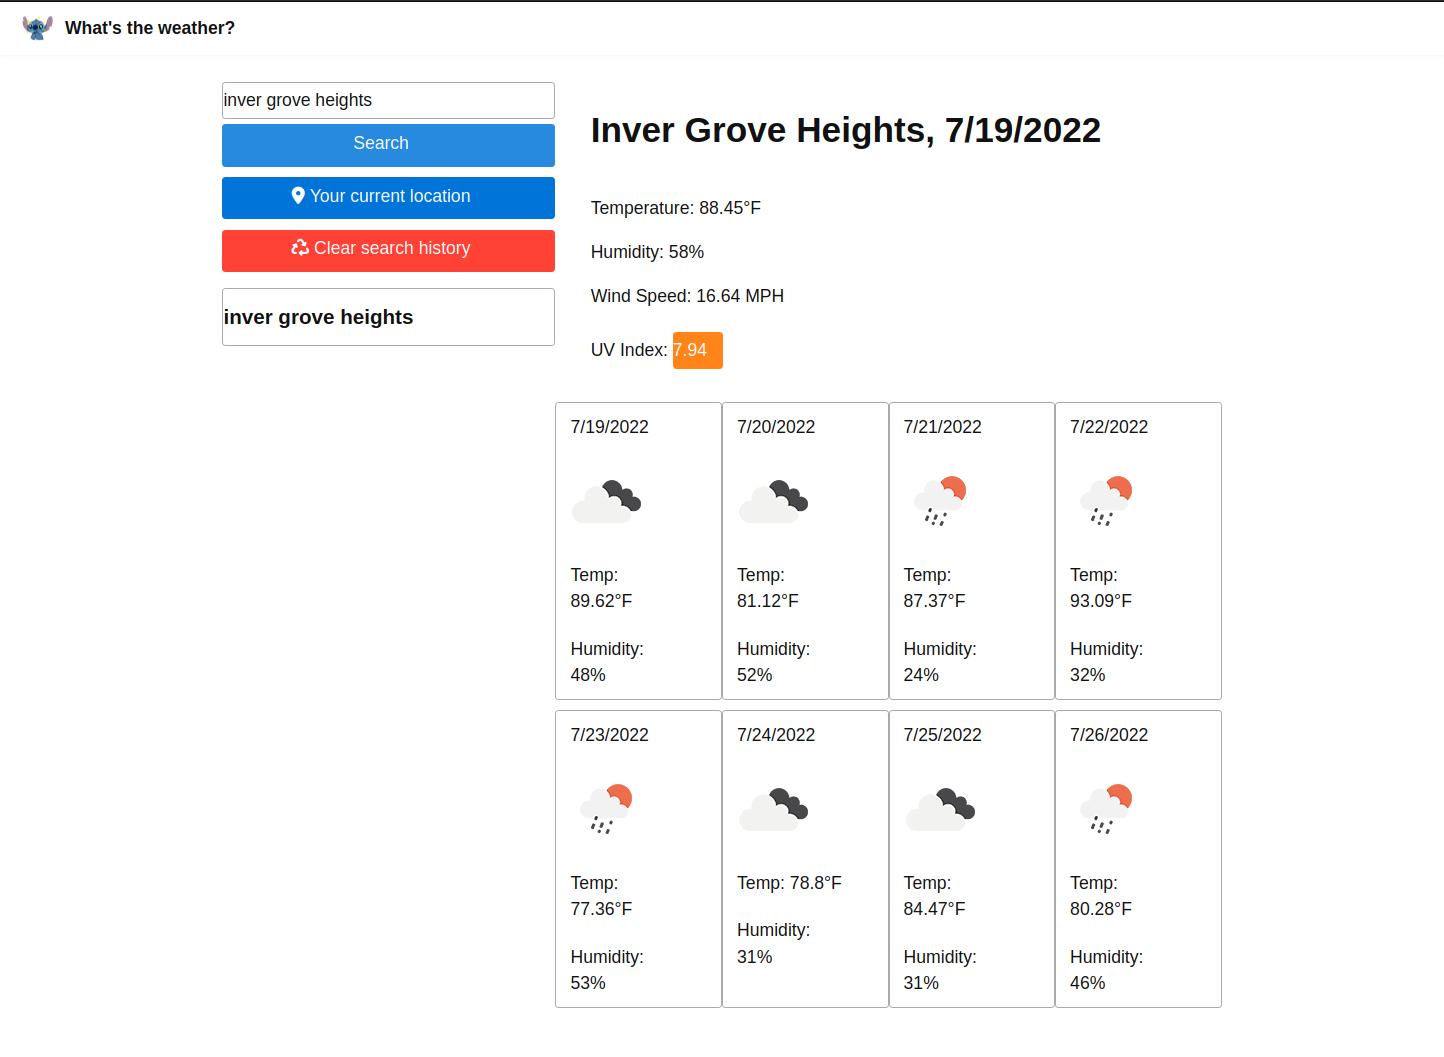 What's the weather?
inver grove heights
Search
Your current location
Clear search history
inver grove heights
Inver Grove Heights, 7/19/2022
Temperature: 88.45°F
Humidity: 58%
Wind Speed: 16.64 MPH
UV Index: 7.94
7/19/2022
Temp:
89.62°F
Humidity:
48%
7/20/2022
Temp:
81.12°F
Humidity:
52%
7/21/2022
Temp:
87.37°F
Humidity:
24%
7/22/2022
Temp:
93.09°F
Humidity:
32%
7/23/2022
Temp:
77.36°F
Humidity:
53%
7/24/2022
Temp: 78.8°F
Humidity:
31%
7/25/2022
Temp:
84.47°F
Humidity:
31%
7/26/2022
Temp:
80.28°F
Humidity:
46%